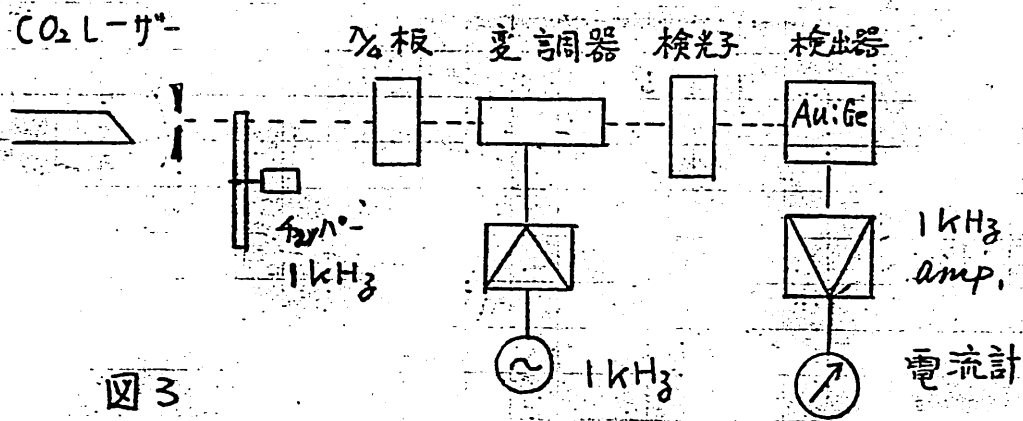 CO₂レーザー
λ/4板 変調器 検光子 検出器
Au:Ge
チョッパー
1kHz
1kHz
amp.
1kHz
電流計
図3